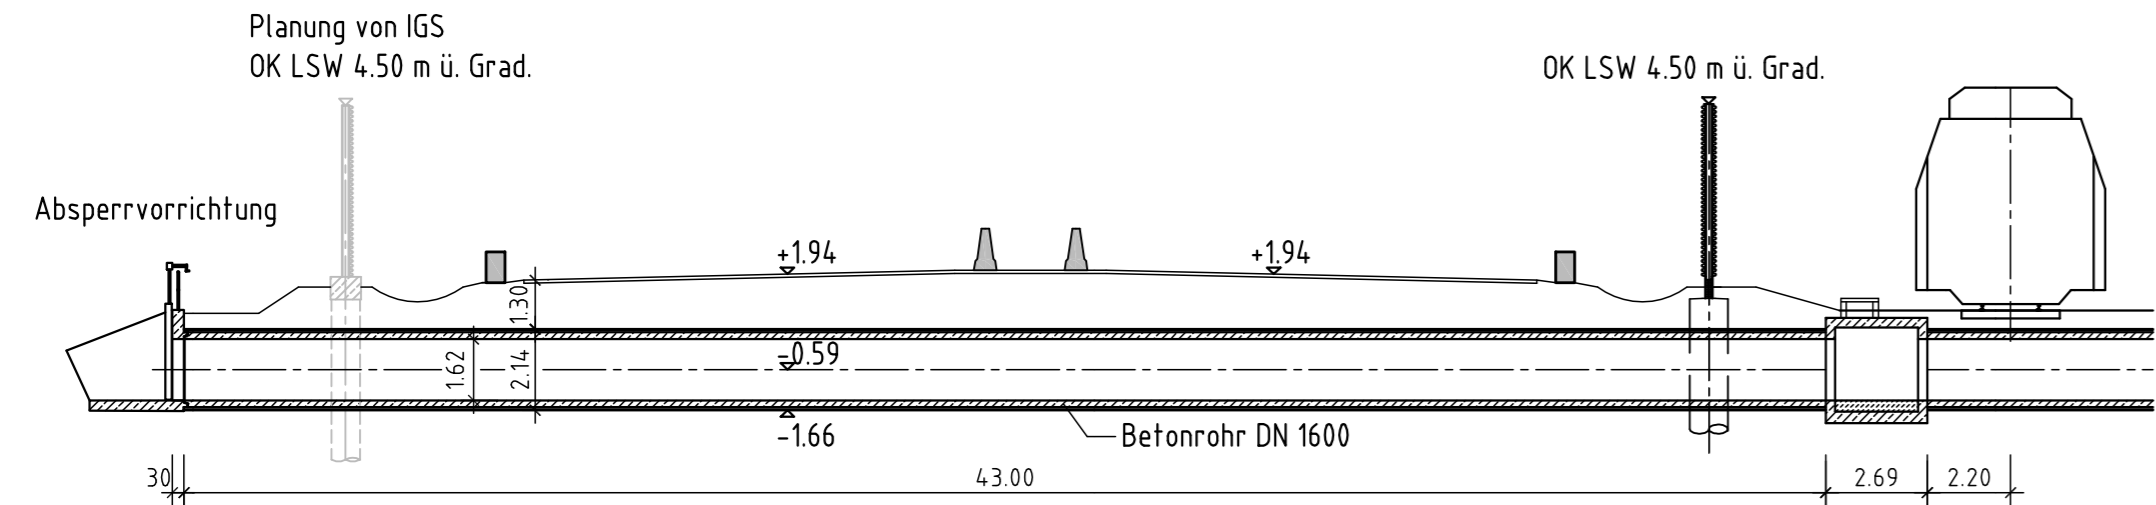 Planung von IGS
OK LSW 4.50 m ü. Grad.
OK LSW 4.50 m ü. Grad.
Absperrvorrichtung
+1.94
+1.94
1.30
-0.59
1.62
2.14
-1.66
Betonrohr DN 1600
30
43.00
2.69
2.20